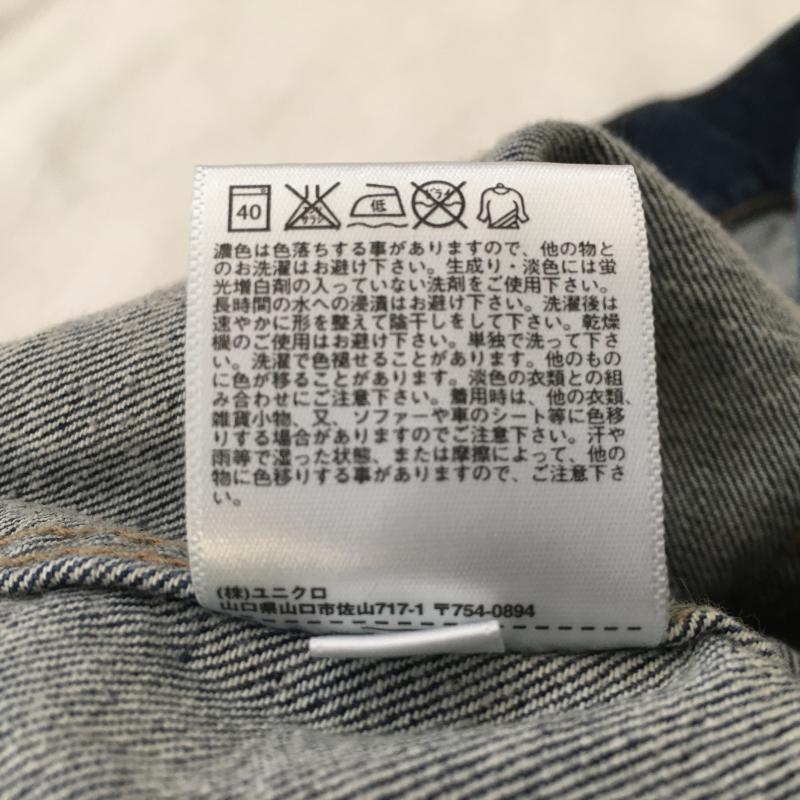 40 エンソサラシ 低 ドライ
濃色は色落ちする事がありますので、他の物と
のお洗濯はお避け下さい。生成り・淡色には蛍
光増白剤の入っていない洗剤をご使用下さい。
長時間の水への浸漬はお避け下さい。洗濯後は
速やかに形を整えて陰干しをして下さい。乾燥
機のご使用はお避け下さい。単独で洗って下さ
い。洗濯で色褪せることがあります。他のもの
に色が移ることがあります。淡色の衣類との組
み合わせにご注意下さい。着用時は、他の衣類、
雑貨小物、又、ソファーや車のシート等に色移
りする場合がありますのでご注意下さい。汗や
雨等で湿った状態、または摩擦によって、他の
物に色移りする事がありますので、ご注意下さ
い。
(株)ユニクロ
山口県山口市佐山717-1 〒754-0894